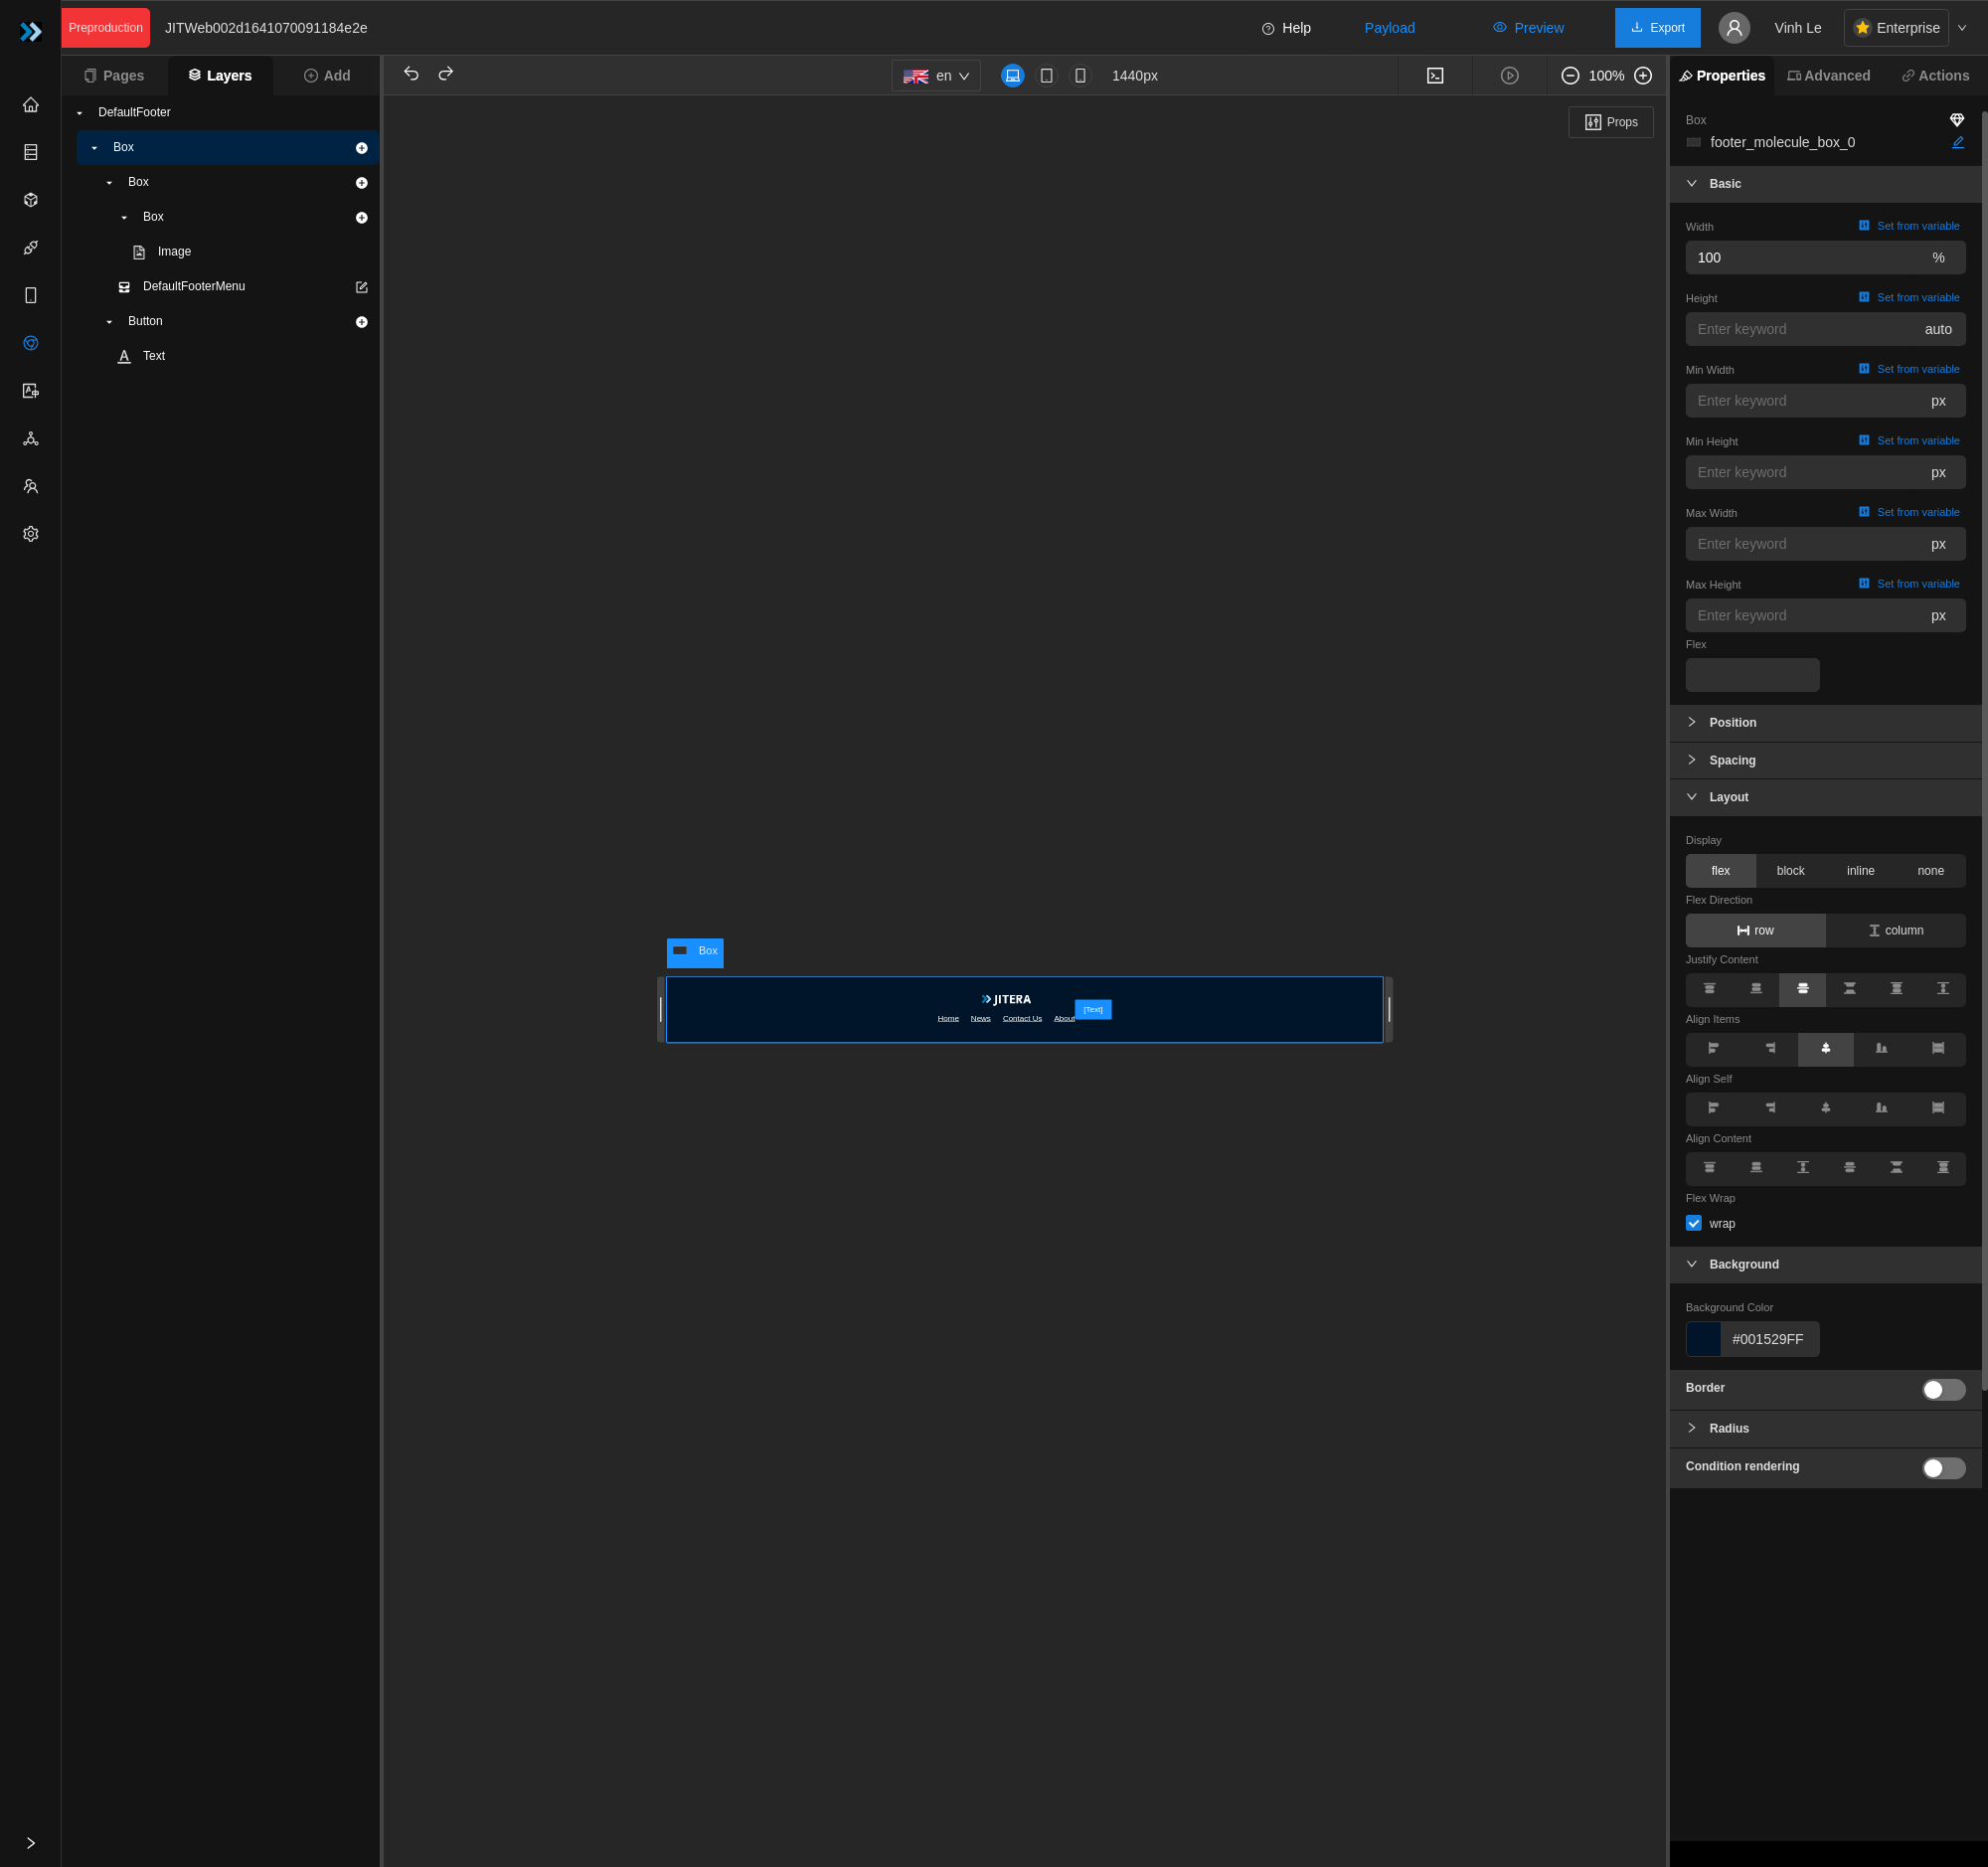 Preproduction
JITWeb002d1641070091184e2e
Help
Payload
Preview
Export
Vinh Le
Enterprise
Pages
Layers
Add
en
1440px
100%
Properties
Advanced
Actions
DefaultFooter
Box
Box
Box
Image
DefaultFooterMenu
Button
Text
Props
Box
JITERA
Home
News
Contact Us
About
[Text]
Box
footer_molecule_box_0
Basic
Width
Set from variable
100
%
Height
Set from variable
Enter keyword
auto
Min Width
Set from variable
Enter keyword
px
Min Height
Set from variable
Enter keyword
px
Max Width
Set from variable
Enter keyword
px
Max Height
Set from variable
Enter keyword
px
Flex
Position
Spacing
Layout
Display
flex
block
inline
none
Flex Direction
row
column
Justify Content
Align Items
Align Self
Align Content
Flex Wrap
wrap
Background
Background Color
#001529FF
Border
Radius
Condition rendering